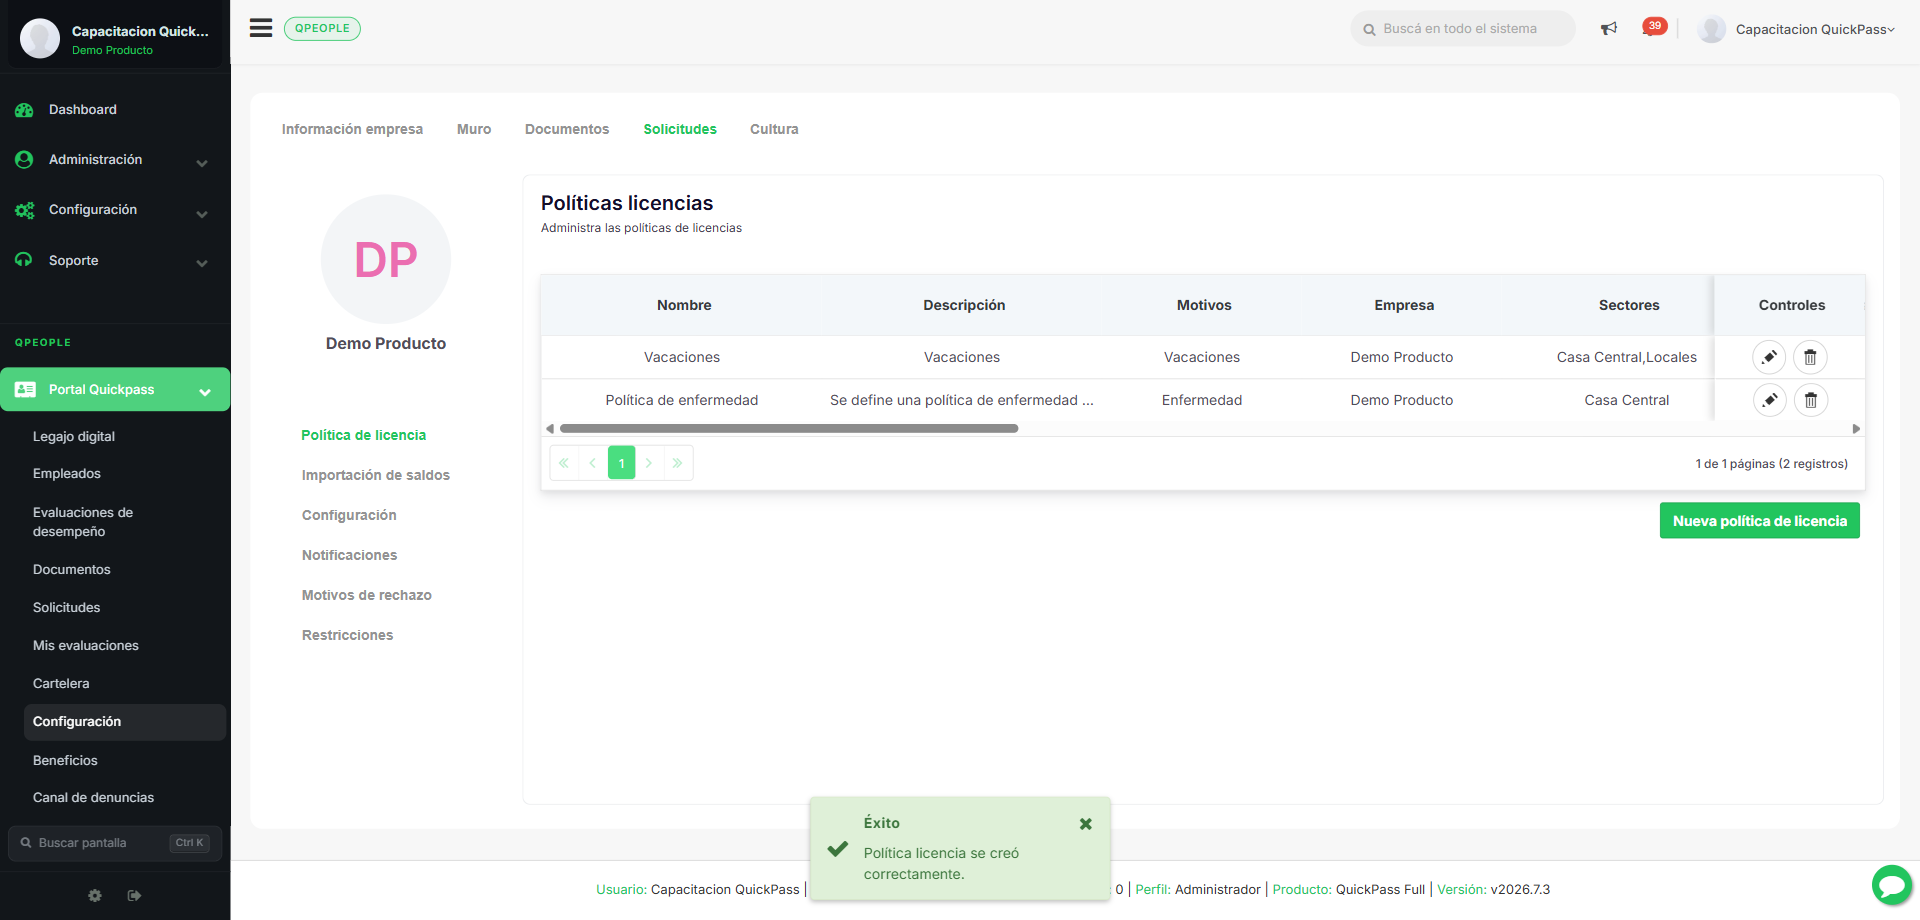 Capacitacion Quick...
Demo Producto
Dashboard
Administración
Configuración
Soporte
QPEOPLE
Portal Quickpass
Legajo digital
Empleados
Evaluaciones de
desempeño
Documentos
Solicitudes
Mis evaluaciones
Cartelera
Configuración
Beneficios
Canal de denuncias
Buscar pantalla
Ctrl K
QPEOPLE
Buscá en todo el sistema
39
Capacitacion QuickPass
Información empresa
Muro
Documentos
Solicitudes
Cultura
DP
Demo Producto
Política de licencia
Importación de saldos
Configuración
Notificaciones
Motivos de rechazo
Restricciones
Políticas licencias
Administra las políticas de licencias
Nombre Descripción Motivos Empresa Sectores Controles
Vacaciones Vacaciones Vacaciones Demo Producto Casa Central,Locales
Política de enfermedad Se define una política de enfermedad ... Enfermedad Demo Producto Casa Central
1
1 de 1 páginas (2 registros)
Nueva política de licencia
Éxito
Política licencia se creó
correctamente.
Usuario: Capacitacion QuickPass | : 0 | Perfil: Administrador | Producto: QuickPass Full | Versión: v2026.7.3